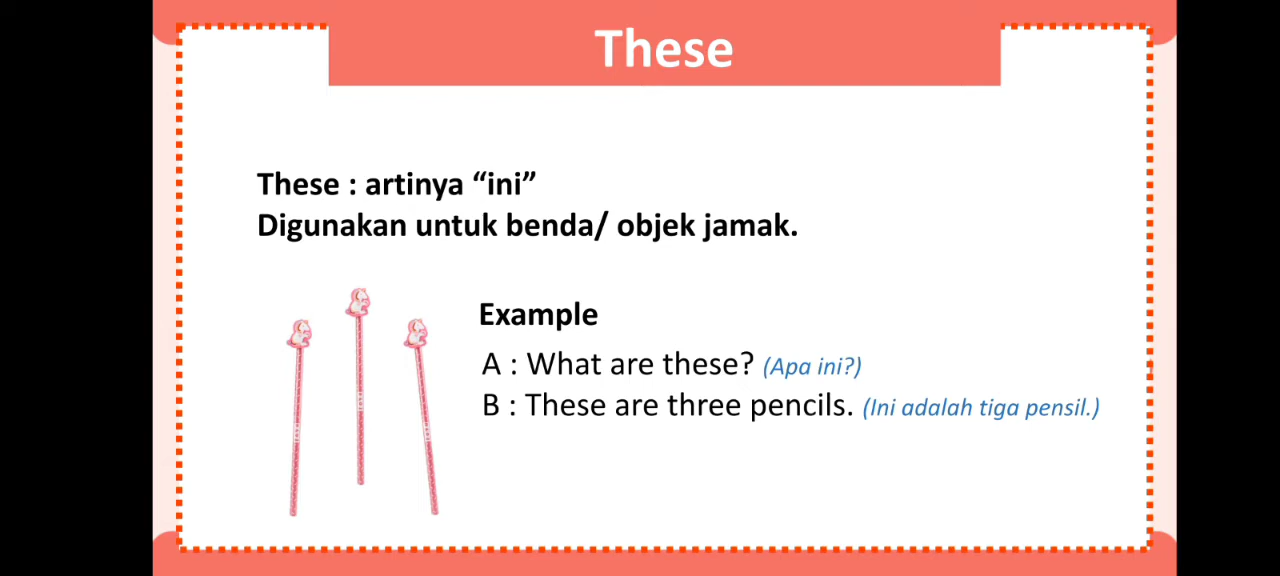 These
These : artinya “ini”
Digunakan untuk benda/ objek jamak.
Example
A : What are these? (Apa ini?)
B : These are three pencils. (Ini adalah tiga pensil.)